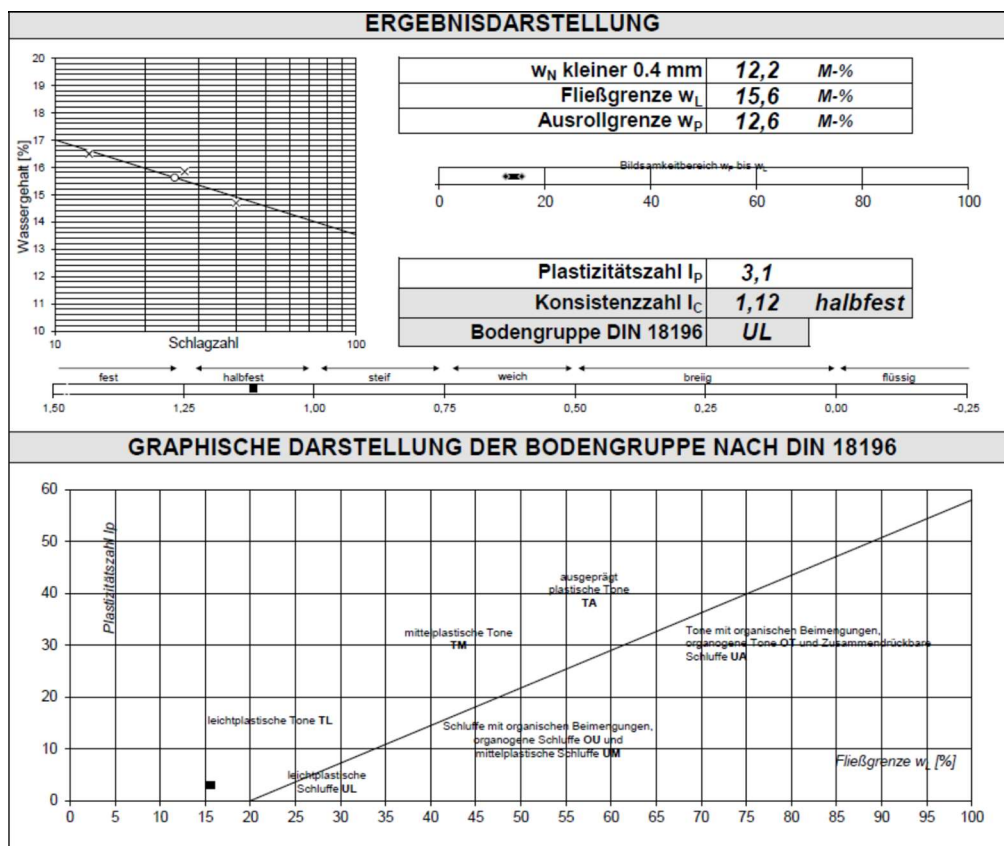 ERGEBNISDARSTELLUNG
20
19
18
17
16
15
14
13
12
11
10
Wassergehalt [%]
10
Schlagzahl
100
wN kleiner 0.4 mm 12,2 M-%
Fließgrenze wL 15,6 M-%
Ausrollgrenze wP 12,6 M-%
Bildsamkeitbereich wP bis wL
0 20 40 60 80 100
Plastizitätszahl IP 3,1
Konsistenzzahl IC 1,12 halbfest
Bodengruppe DIN 18196 UL
fest halbfest steif weich breiig flüssig
1,50 1,25 1,00 0,75 0,50 0,25 0,00 -0,25
GRAPHISCHE DARSTELLUNG DER BODENGRUPPE NACH DIN 18196
60
50
40
30
20
10
0
Plastizitätszahl Ip
ausgeprägt
plastische Tone
TA
mittelplastische Tone
TM
Tone mit organischen Beimengungen,
organogene Tone OT und Zusammendrückbare
Schluffe UA
leichtplastische Tone TL
Schluffe mit organischen Beimengungen,
organogene Schluffe OU und
mittelplastische Schluffe UM
leichtplastische
Schluffe UL
Fließgrenze wL [%]
0 5 10 15 20 25 30 35 40 45 50 55 60 65 70 75 80 85 90 95 100